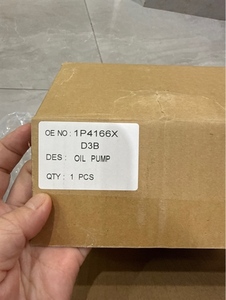 OE NO : 1P4166X
D3B
DES : OIL PUMP
QTY : 1 PCS